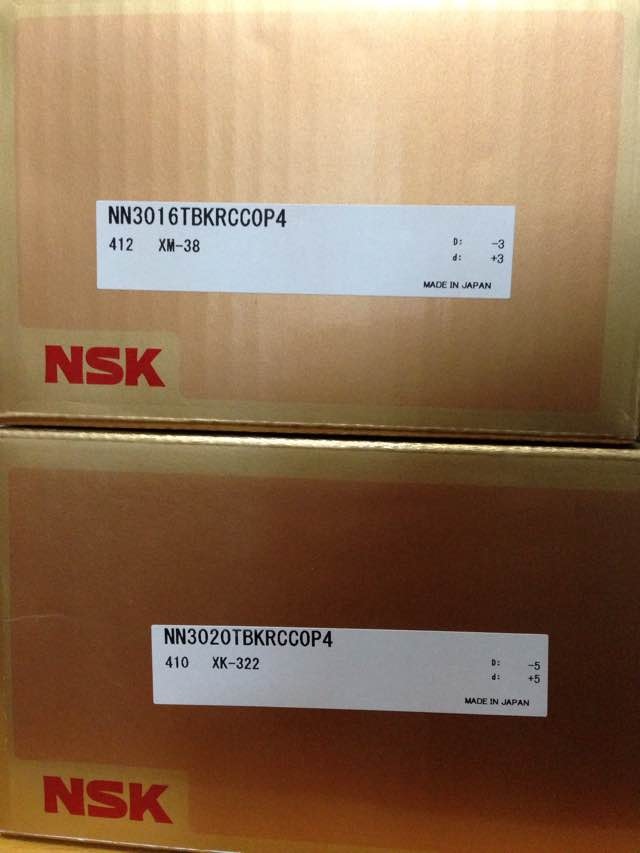 NN3016TBKRCC0P4
412 XM-38
D: -3
d: +3
MADE IN JAPAN
NSK
NN3020TBKRCC0P4
410 XK-322
D: -5
d: +5
MADE IN JAPAN
NSK